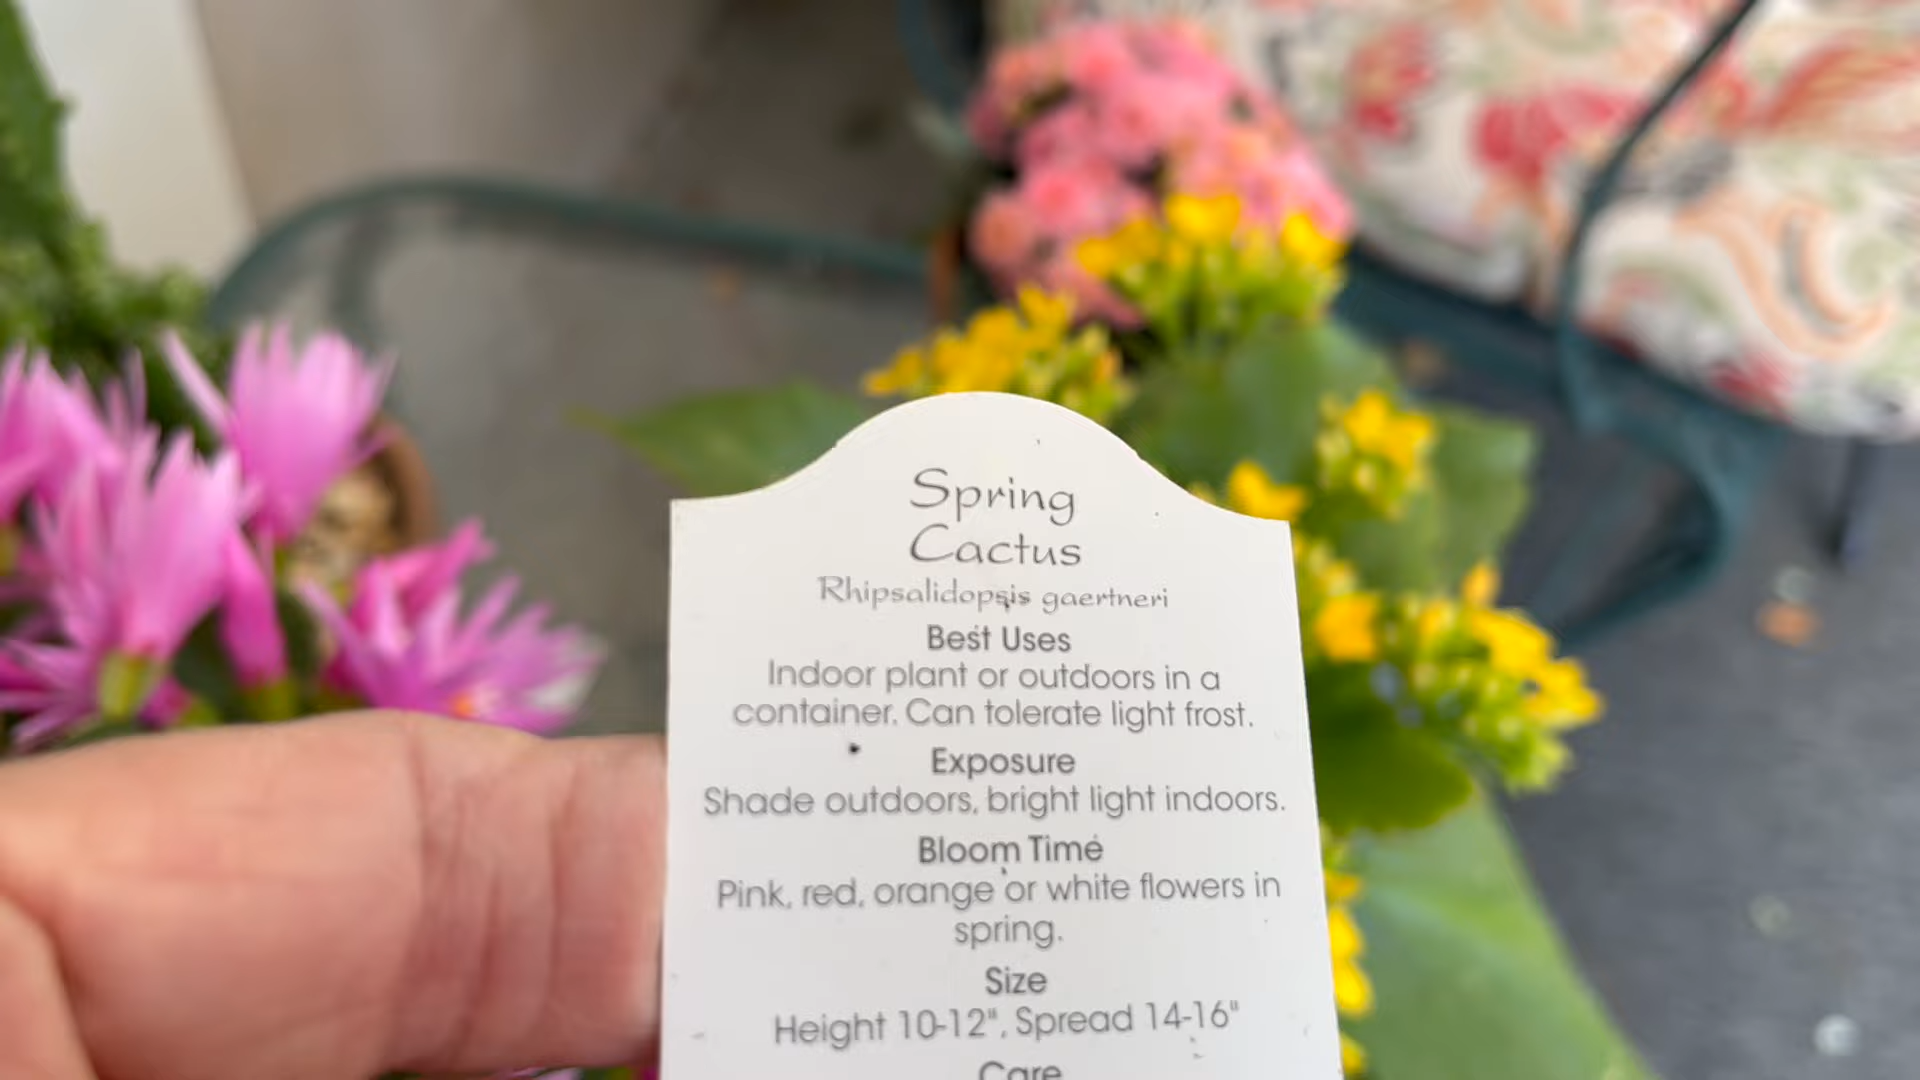 Spring
Cactus
Rhipsalidopsis gaertneri
Best Uses
Indoor plant or outdoors in a
container. Can tolerate light frost.
Exposure
Shade outdoors, bright light indoors.
Bloom Time
Pink, red, orange or white flowers in
spring.
Size
Height 10-12", Spread 14-16"
Care